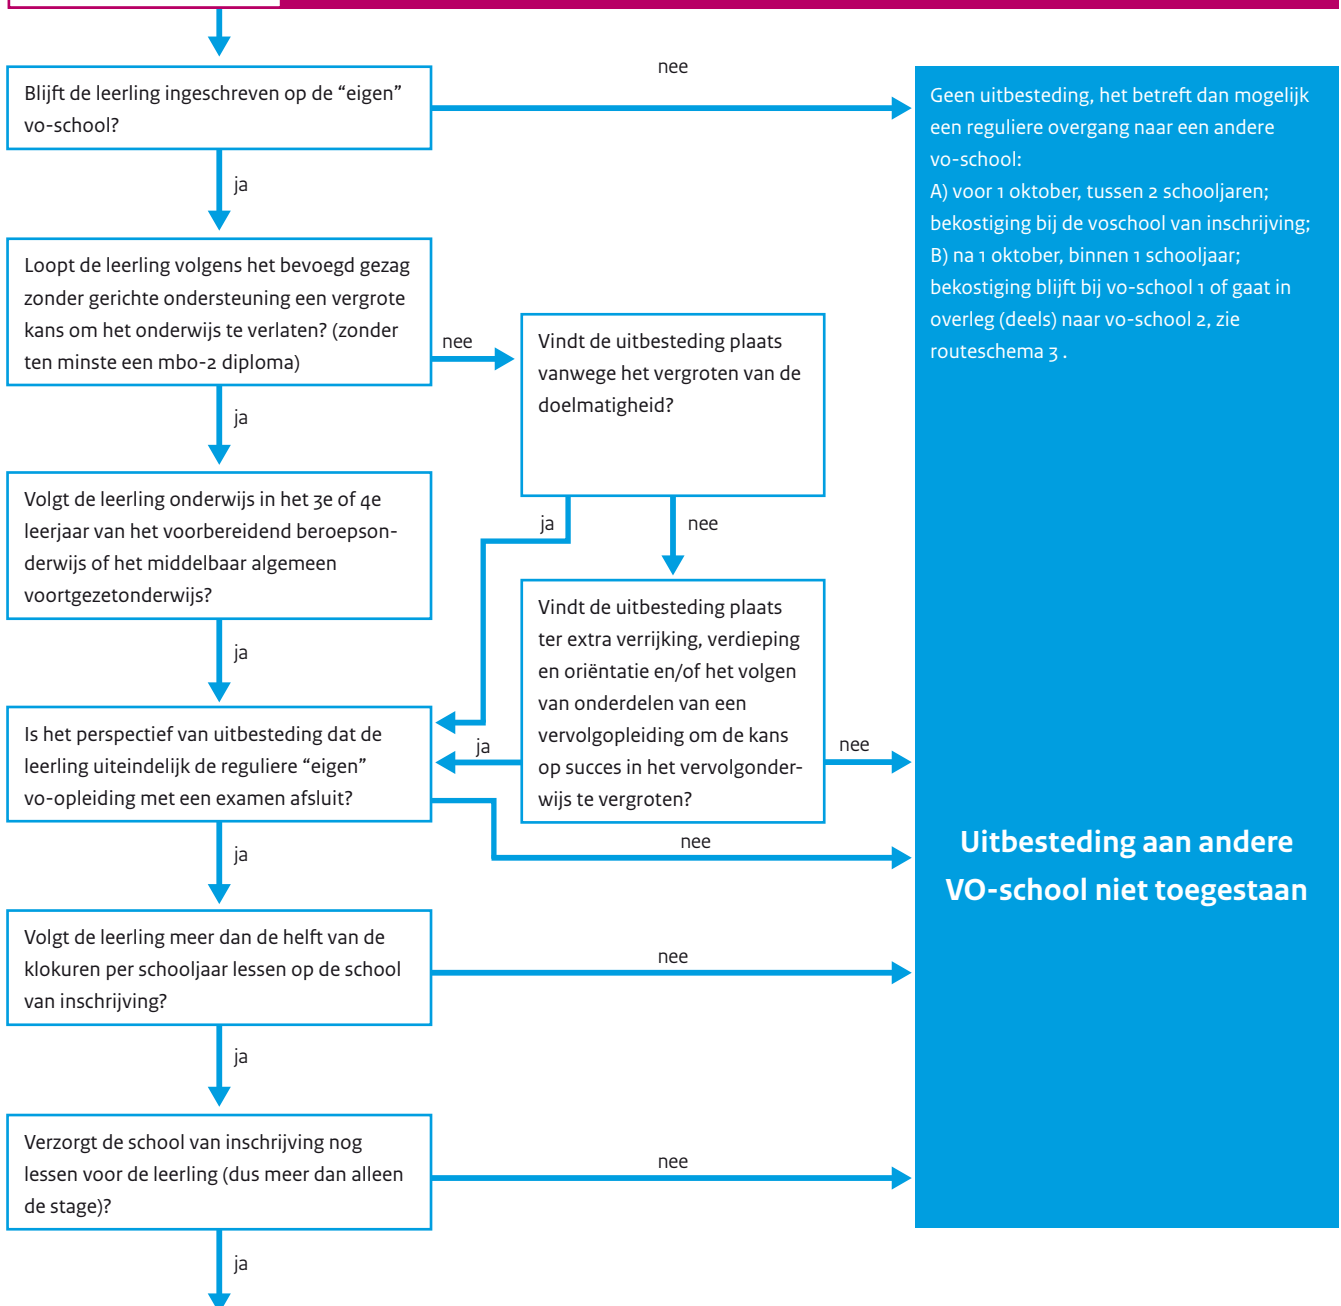 nee
Blijft de leerling ingeschreven op de “eigen”
vo-school?
ja
Loopt de leerling volgens het bevoegd gezag
zonder gerichte ondersteuning een vergrote
kans om het onderwijs te verlaten? (zonder
ten minste een mbo-2 diploma)
nee
ja
Vindt de uitbesteding plaats
vanwege het vergroten van de
doelmatigheid?
ja
nee
Volgt de leerling onderwijs in het 3e of 4e
leerjaar van het voorbereidend beroepson-
derwijs of het middelbaar algemeen
voortgezetonderwijs?
ja
Vindt de uitbesteding plaats
ter extra verrijking, verdieping
en oriëntatie en/of het volgen
van onderdelen van een
vervolgopleiding om de kans
op succes in het vervolgonder-
wijs te vergroten?
ja
nee
Is het perspectief van uitbesteding dat de
leerling uiteindelijk de reguliere “eigen”
vo-opleiding met een examen afsluit?
nee
ja
Volgt de leerling meer dan de helft van de
klokuren per schooljaar lessen op de school
van inschrijving?
nee
ja
Verzorgt de school van inschrijving nog
lessen voor de leerling (dus meer dan alleen
de stage)?
nee
ja
Geen uitbesteding, het betreft dan mogelijk
een reguliere overgang naar een andere
vo-school:
A) voor 1 oktober, tussen 2 schooljaren;
bekostiging bij de voschool van inschrijving;
B) na 1 oktober, binnen 1 schooljaar;
bekostiging blijft bij vo-school 1 of gaat in
overleg (deels) naar vo-school 2, zie
routeschema 3 .
Uitbesteding aan andere
VO-school niet toegestaan